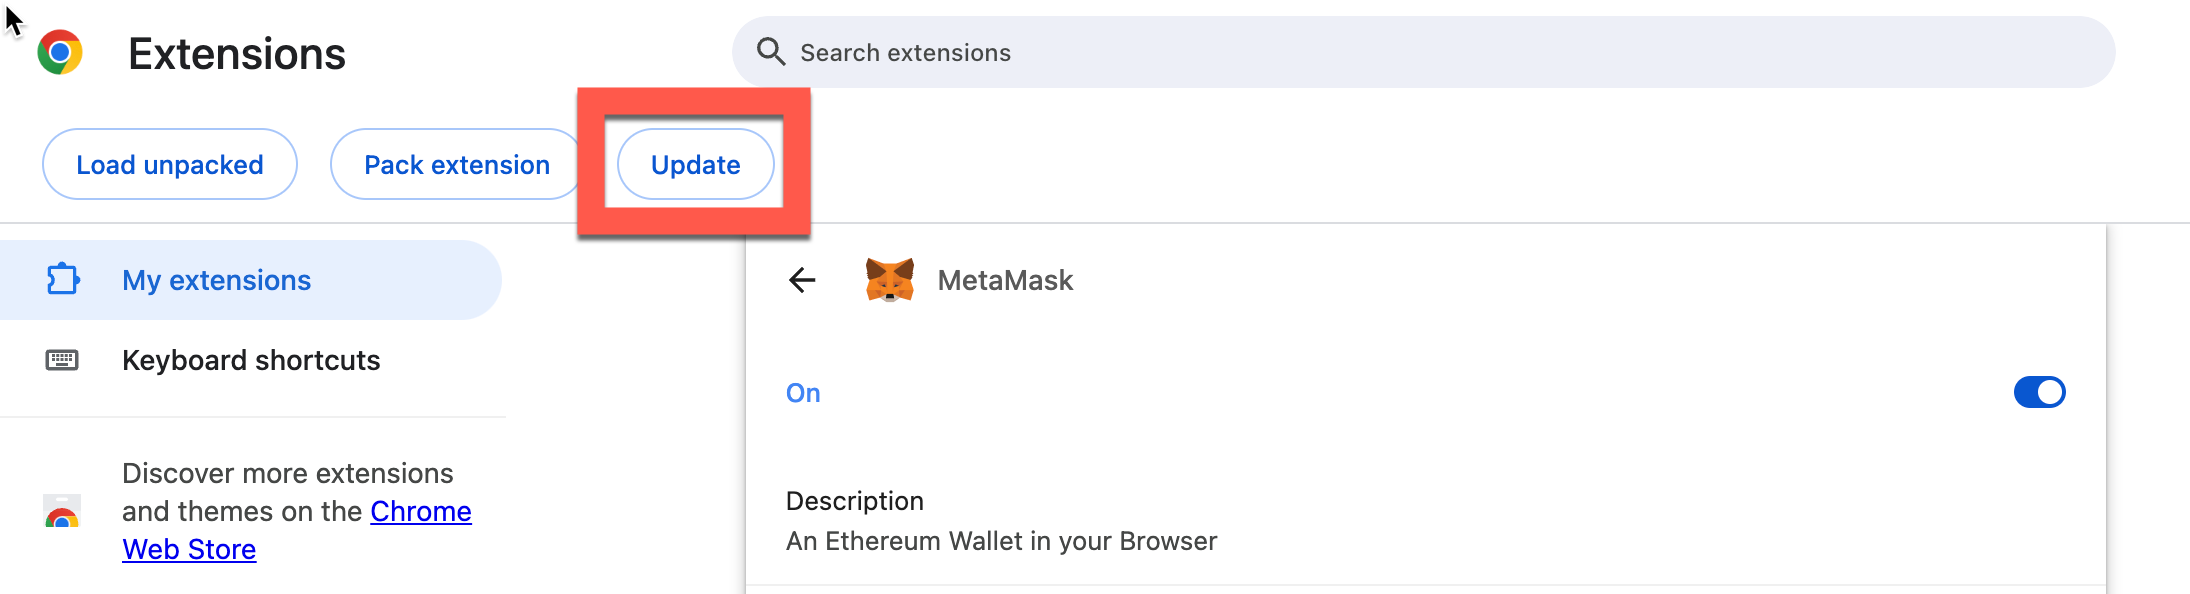 Extensions
Search extensions
Load unpacked
Pack extension
Update
My extensions
Keyboard shortcuts
Discover more extensions
and themes on the Chrome
Web Store
MetaMask
On
Description
An Ethereum Wallet in your Browser